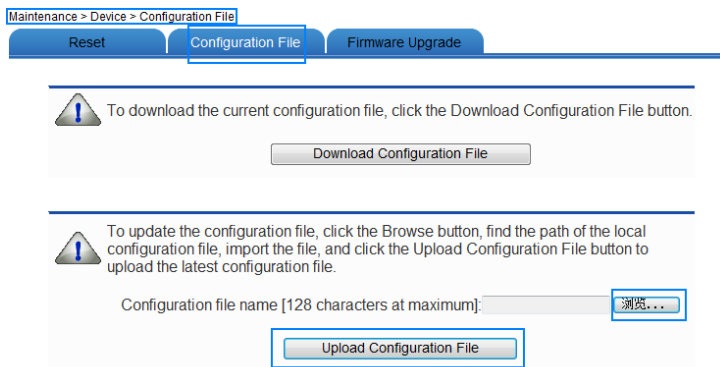 Maintenance > Device > Configuration File
Reset Configuration File Firmware Upgrade
To download the current configuration file, click the Download Configuration File button.
Download Configuration File
To update the configuration file, click the Browse button, find the path of the local
configuration file, import the file, and click the Upload Configuration File button to
upload the latest configuration file.
Configuration file name [128 characters at maximum]: 浏览...
Upload Configuration File